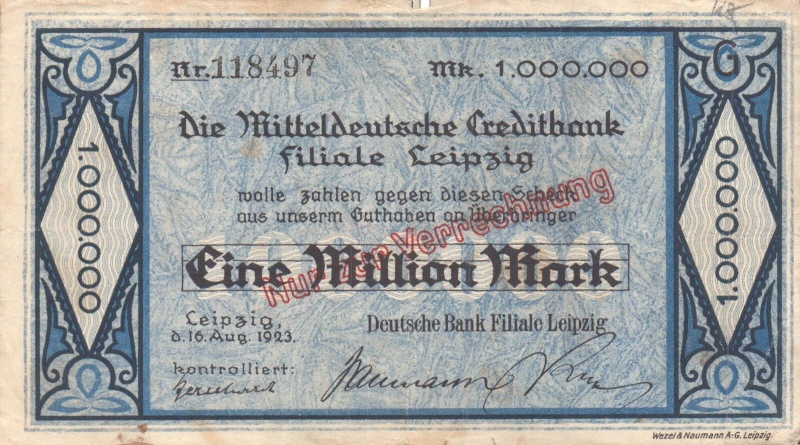 G
Nr. 118497 Mk. 1.000.000
Die Mitteldeutsche Creditbank
Filiale Leipzig
wolle zahlen gegen diesen Scheck
aus unserm Guthaben an Überbringer
Eine Million Mark
Nur zur Verrechnung
1.000.000
1.000.000
Leipzig,
d. 16. Aug. 1923.
Deutsche Bank Filiale Leipzig
kontrolliert:
Wezel & Naumann A.-G. Leipzig.